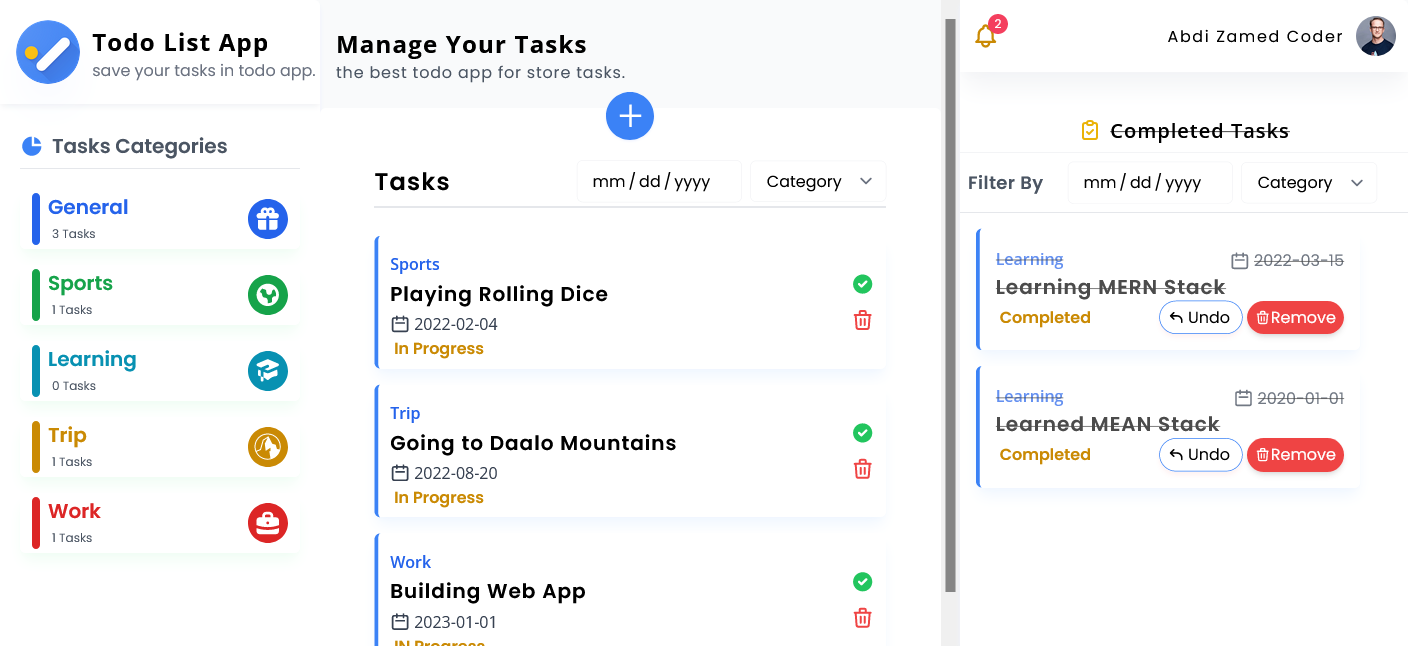 Todo List App
save your tasks in todo app.
Tasks Categories
General
3 Tasks
Sports
1 Tasks
Learning
0 Tasks
Trip
1 Tasks
Work
1 Tasks
Manage Your Tasks
the best todo app for store tasks.
Tasks
mm/dd/yyyy
Category
Sports
Playing Rolling Dice
2022-02-04
In Progress
Trip
Going to Daalo Mountains
2022-08-20
In Progress
Work
Building Web App
2023-01-01
IN Progress
2
Abdi Zamed Coder
Completed Tasks
Filter By
mm/dd/yyyy
Category
Learning
2022-03-15
Learning MERN Stack
Completed
Undo
Remove
Learning
2020-01-01
Learned MEAN Stack
Completed
Undo
Remove